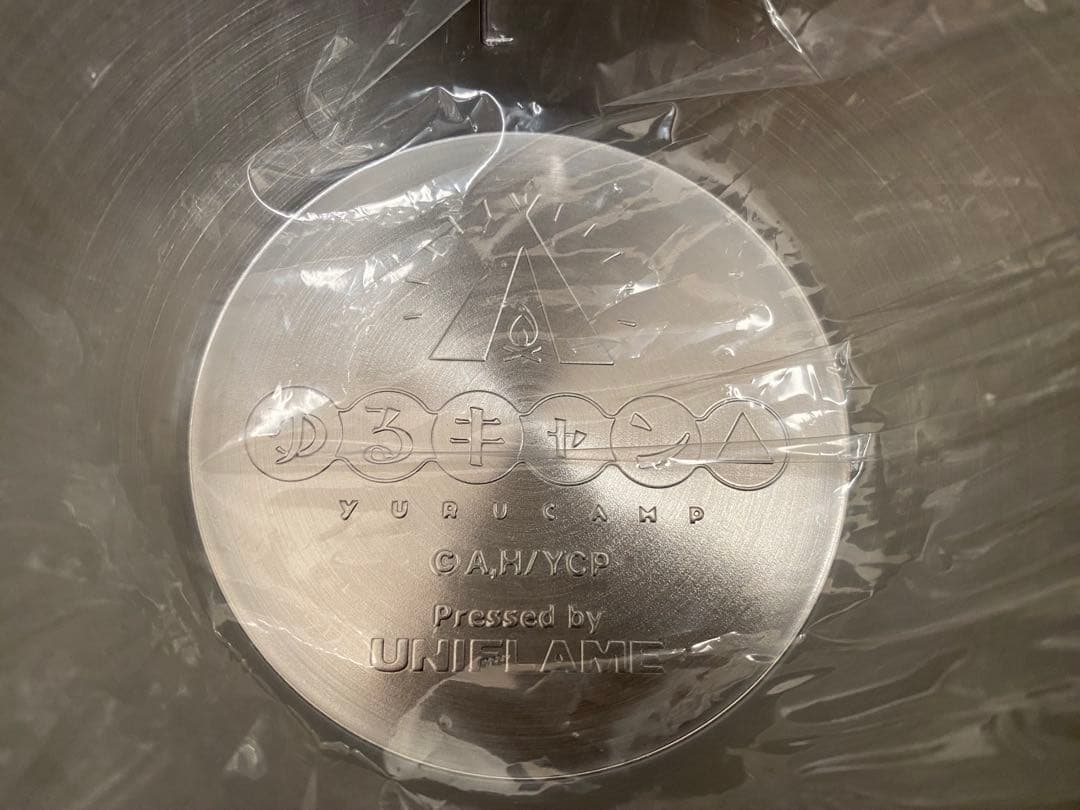 ゆるキャン△
YURUCAMP
© A,H/YCP
Pressed by
UNIFLAME